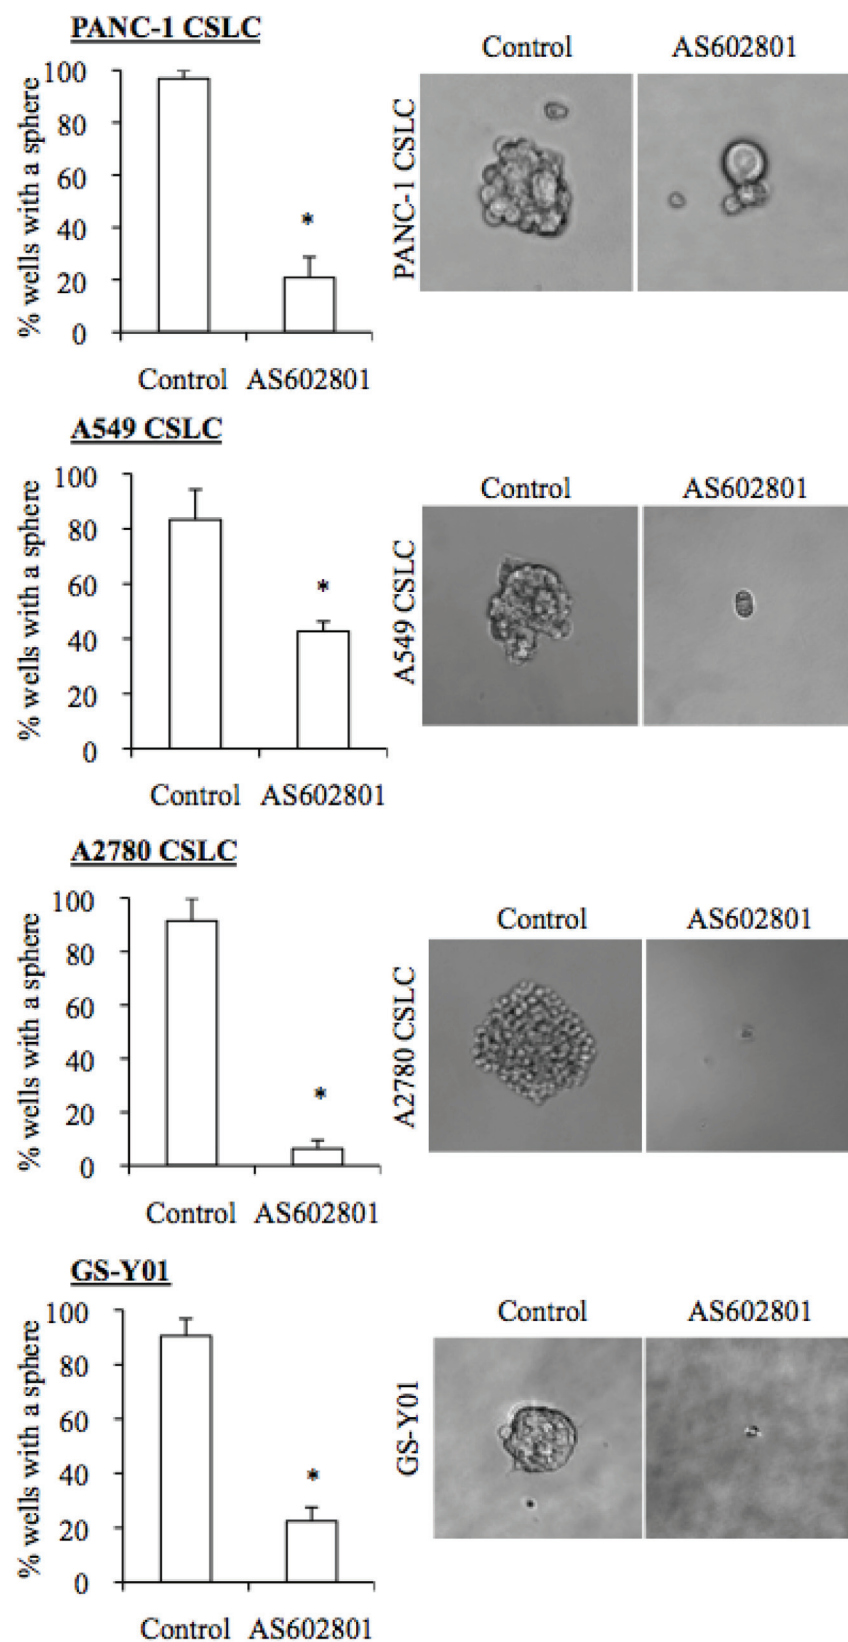 PANC-1 CSLC
% wells with a sphere
100
80
60
40
20
0
*
Control AS602801
Control AS602801
PANC-1 CSLC
A549 CSLC
% wells with a sphere
100
80
60
40
20
0
*
Control AS602801
Control AS602801
A549 CSLC
A2780 CSLC
% wells with a sphere
100
80
60
40
20
0
*
Control AS602801
Control AS602801
A2780 CSLC
GS-Y01
% wells with a sphere
100
80
60
40
20
0
*
Control AS602801
Control AS602801
GS-Y01